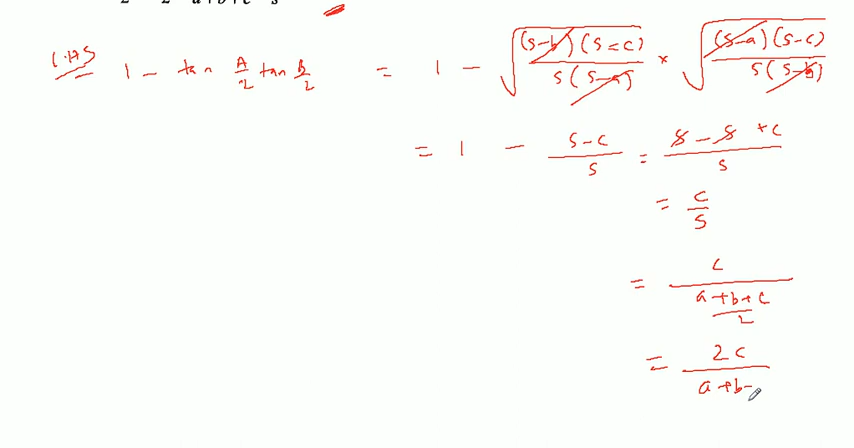 L.H.S 1 - tan A/2 tan B/2 = 1 - √((s-b)(s-c)/s(s-a)) × √((s-a)(s-c)/s(s-b))
= 1 - s-c/s = s-s+c/s
= c/s
= c/(a+b+c/2)
= 2c/a+b-